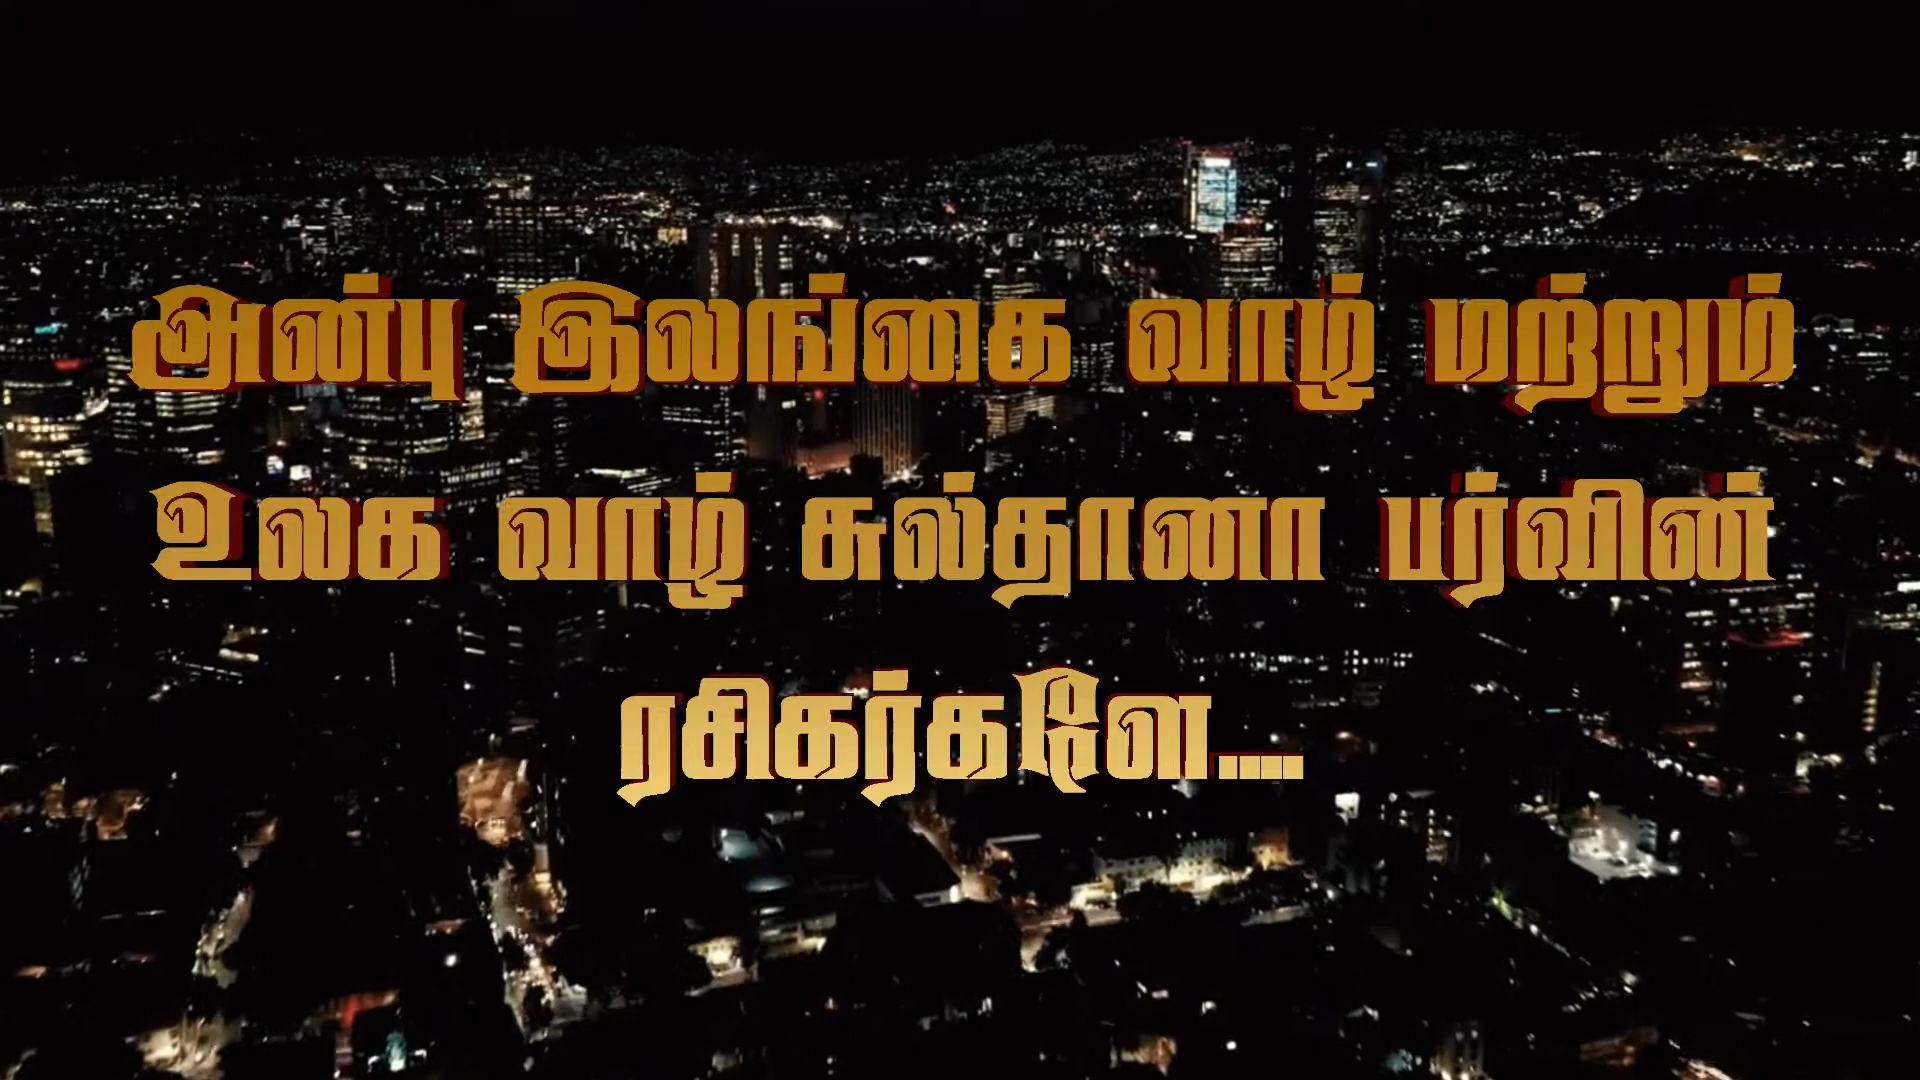 அன்பு இலங்கை வாழ் மற்றும்
உலக வாழ் சுல்தானா பர்வின்
ரசிகர்களே....